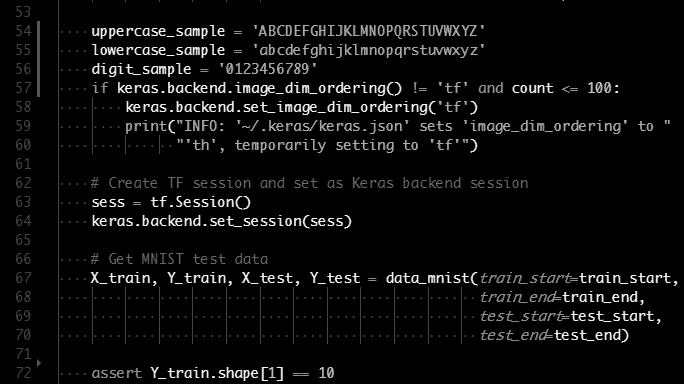 53
54 uppercase_sample = 'ABCDEFGHIJKLMNOPQRSTUVWXYZ'
55 lowercase_sample = 'abcdefghijklmnopqrstuvwxyz'
56 digit_sample = '0123456789'
57 if keras.backend.image_dim_ordering() != 'tf' and count <= 100:
58 keras.backend.set_image_dim_ordering('tf')
59 print("INFO: '~/.keras/keras.json' sets 'image_dim_ordering' to "
60 "'th', temporarily setting to 'tf'")
61
62 # Create TF session and set as Keras backend session
63 sess = tf.Session()
64 keras.backend.set_session(sess)
65
66 # Get MNIST test data
67 X_train, Y_train, X_test, Y_test = data_mnist(train_start=train_start,
68 train_end=train_end,
69 test_start=test_start,
70 test_end=test_end)
71
72 assert Y_train.shape[1] == 10